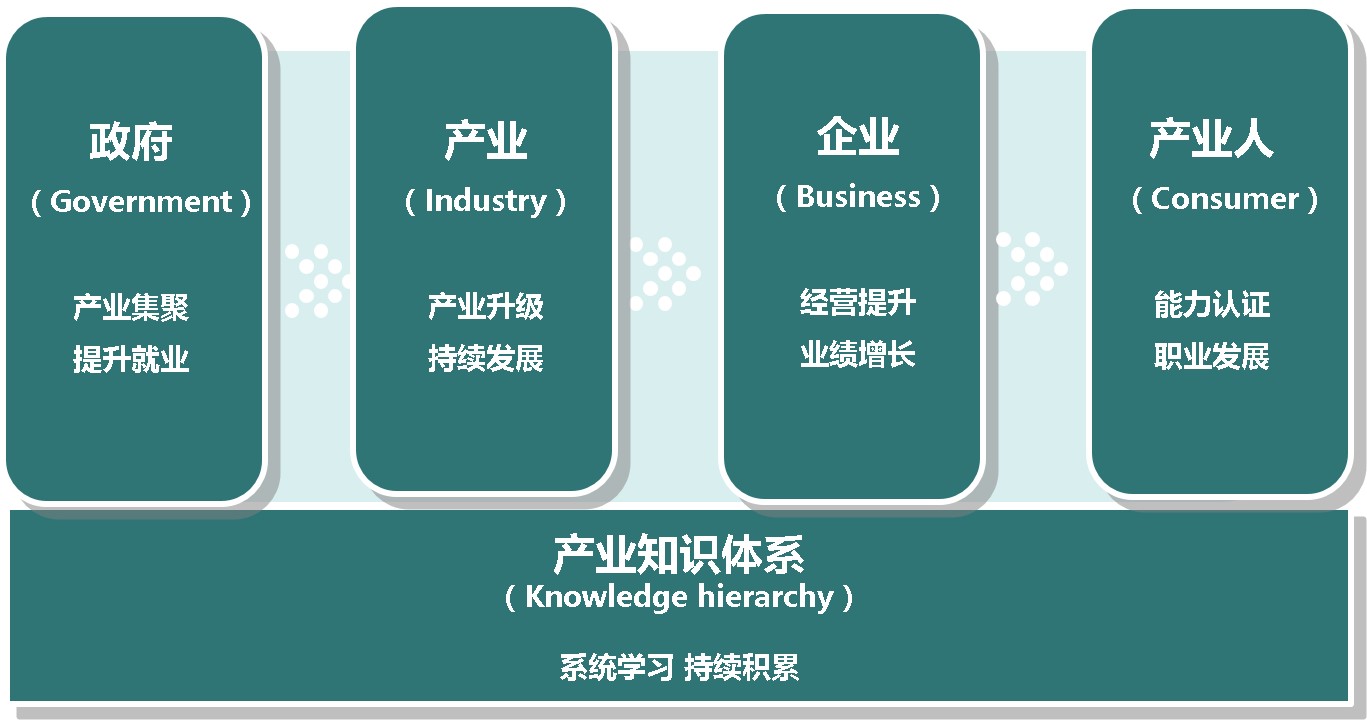 政府
（Government）
产业集聚
提升就业
产业
（Industry）
产业升级
持续发展
企业
（Business）
经营提升
业绩增长
产业人
（Consumer）
能力认证
职业发展
产业知识体系
（Knowledge hierarchy）
系统学习 持续积累